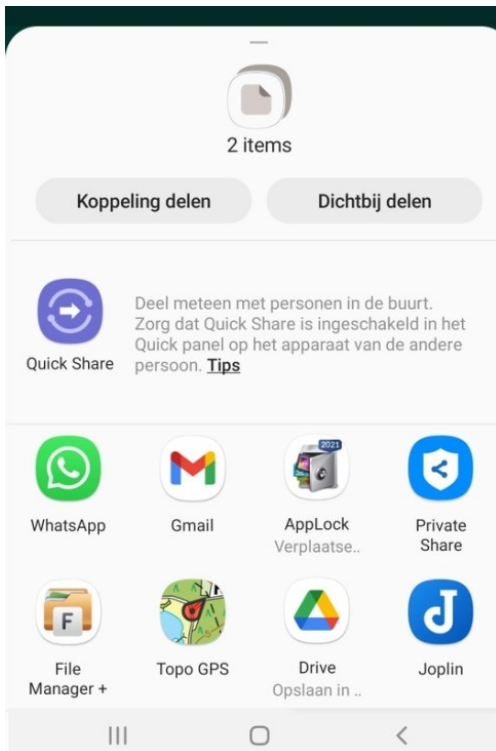 2 items
Koppeling delen
Dichtbij delen
Deel meteen met personen in de buurt.
Zorg dat Quick Share is ingeschakeld in het
Quick panel op het apparaat van de andere
persoon. Tips
Quick Share
2021
WhatsApp
Gmail
AppLock
Verplaatse..
Private
Share
F
File
Manager +
Topo GPS
Drive
Opslaan in ..
Joplin